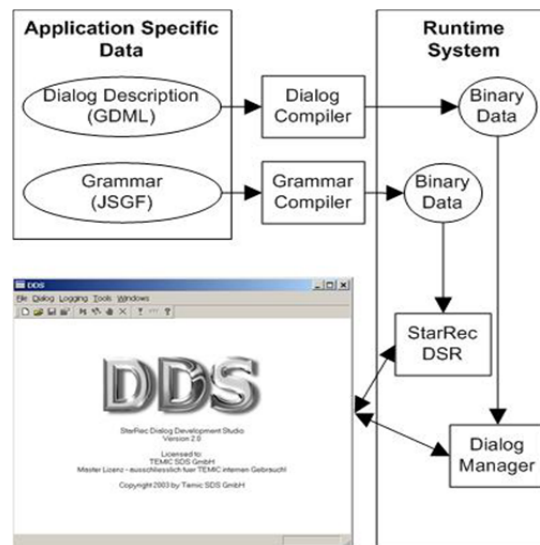 Application Specific
Data
Runtime
System
Dialog Description
(GDML)
Dialog
Compiler
Binary
Data
Grammar
(JSGF)
Grammar
Compiler
Binary
Data
StarRec
DSR
Dialog
Manager
DDS
File Dialog Logging Tools Windows
DDS
StarRec Dialog Development Studio
Version 2.8
Licensed to:
TEMIC SDS GmbH
Master Lizenz - ausschliesslich fuer TEMIC internen Gebrauch!
Copyright 2003 by Temic SDS GmbH